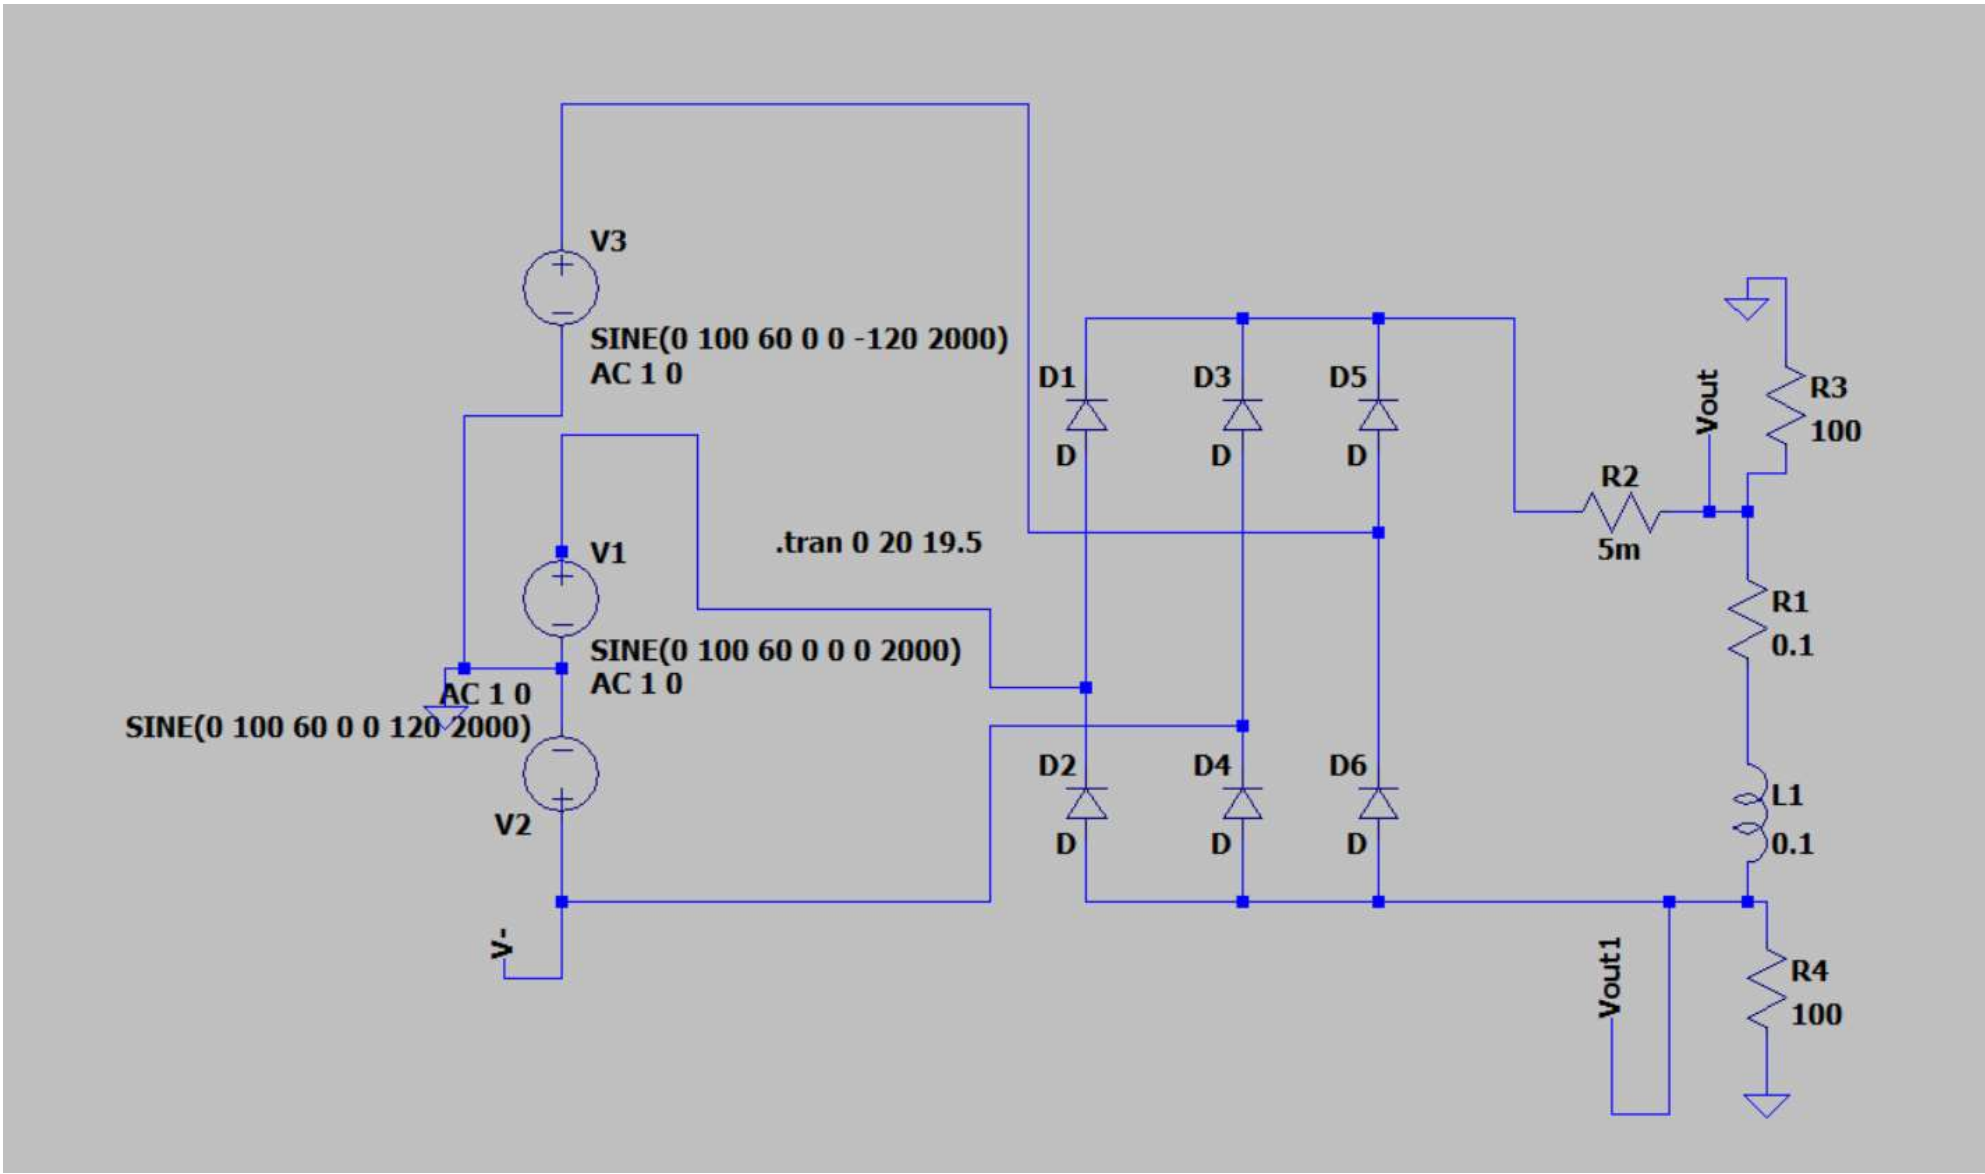 V3
SINE(0 100 60 0 0 -120 2000)
AC 1 0
D1
D3
D5
D
D
D
R3
100
Vout
R2
5m
.tran 0 20 19.5
V1
SINE(0 100 60 0 0 0 2000)
AC 1 0
R1
0.1
AC 1 0
SINE(0 100 60 0 0 120 2000)
V2
D2
D4
D6
D
D
D
L1
0.1
V-
Vout1
R4
100